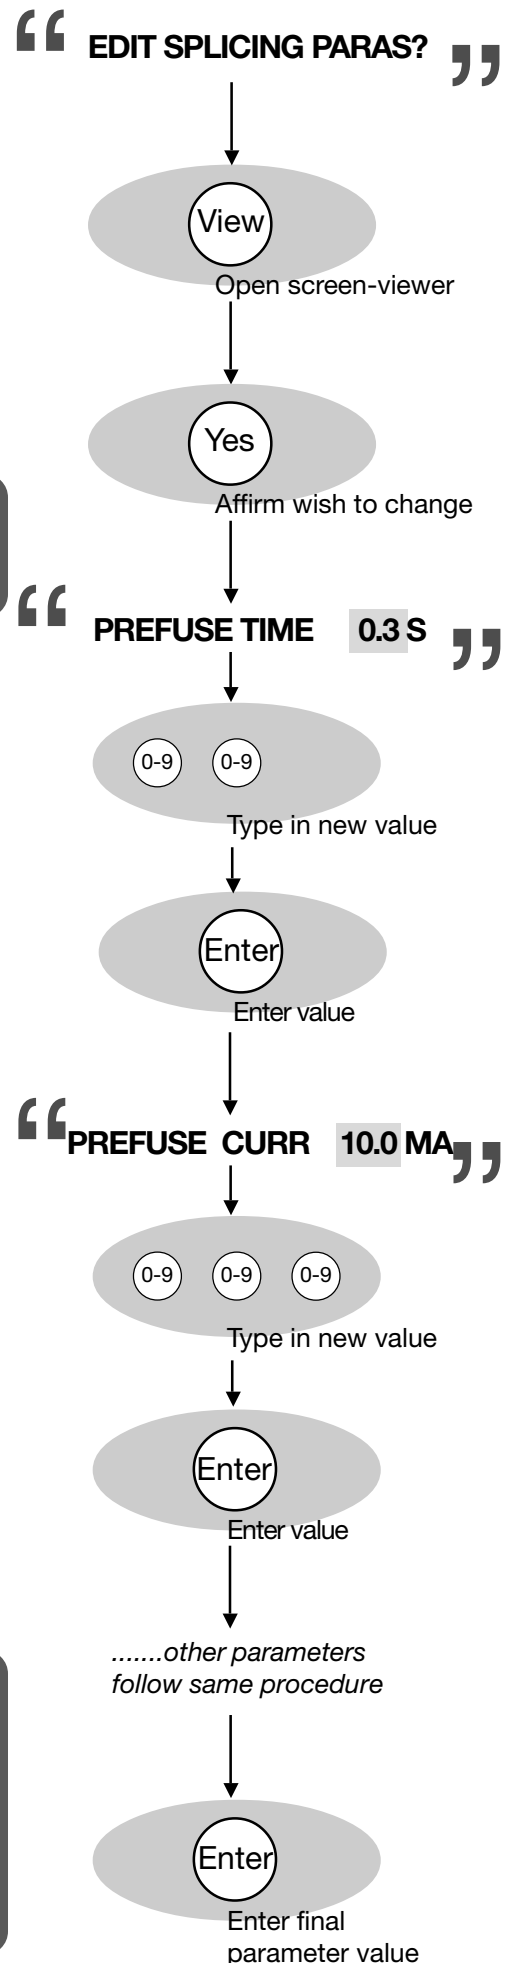 “ EDIT SPLICING PARAS? ”
View
Open screen-viewer
Yes
Affirm wish to change
“ PREFUSE TIME 0.3 S ”
0-9 0-9
Type in new value
Enter
Enter value
“ PREFUSE CURR 10.0 MA ”
0-9 0-9 0-9
Type in new value
Enter
Enter value
.......other parameters
follow same procedure
Enter
Enter final
parameter value